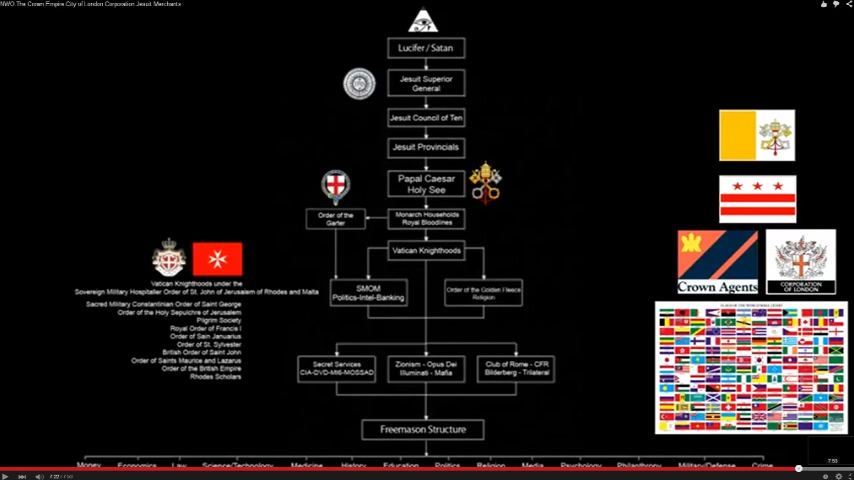 NWO The Crown Empire City of London Corporation Jesuit Merchants
Lucifer / Satan
Jesuit Superior
General
Jesuit Council of Ten
Jesuit Provincials
Papal Caesar
Holy See
Order of the
Garter
Monarch Households
Royal Bloodlines
Vatican Knighthoods
SMOM
Politics-Intel-Banking
Order of the Golden Fleece
Religion
Vatican Knighthoods under the
Sovereign Military Hospitaller Order of St. John of Jerusalem of Rhodes and Malta
Sacred Military Constantinian Order of Saint George
Order of the Holy Sepulchre of Jerusalem
Pilgrim Society
Royal Order of Francis I
Order of Sain Januarius
Order of St. Sylvester
British Order of Saint John
Order of Saints Maurice and Lazarus
Order of the British Empire
Rhodes Scholars
Crown Agents
CORPORATION
OF LONDON
Secret Services
CIA-DVD-MI6-MOSSAD
Zionism - Opus Dei
Illuminati - Mafia
Club of Rome - CFR
Bilderberg - Trilateral
Freemason Structure
Money Economics Law Science/Technology Medicine History Education Politics Religion Media Psychology Philanthropy Military/Defense Crime
7:53